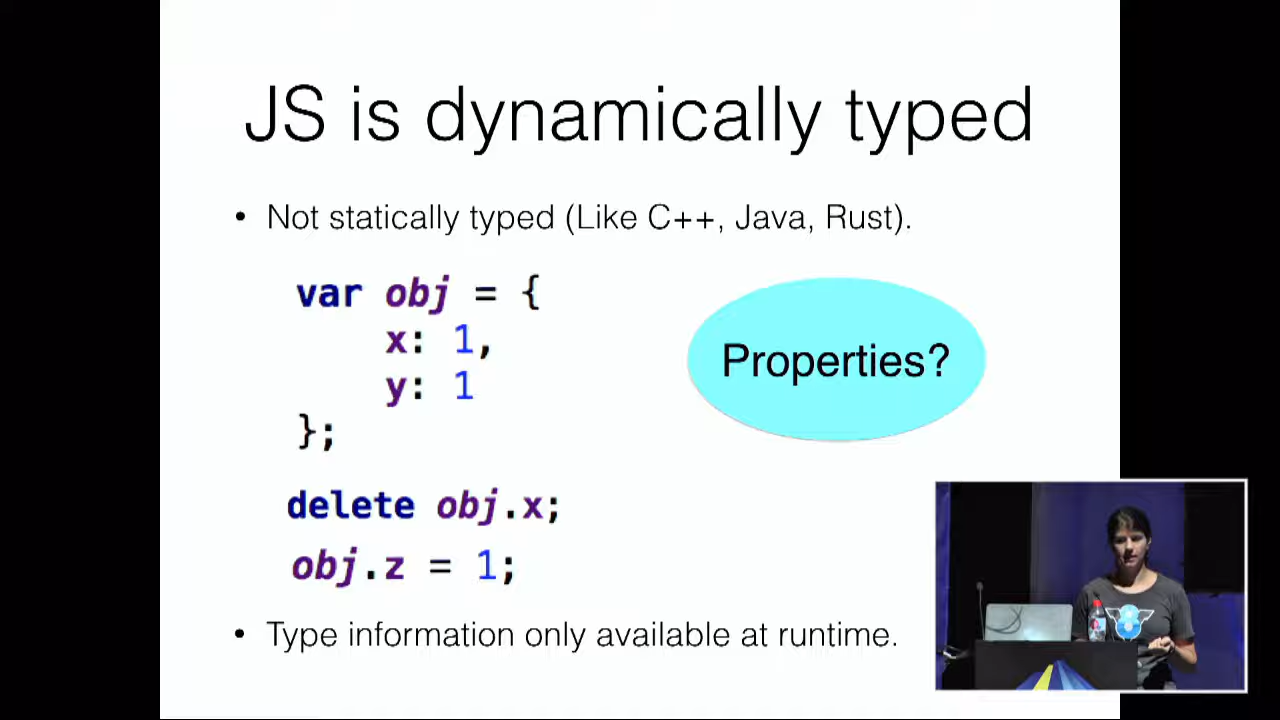 JS is dynamically typed
• Not statically typed (Like C++, Java, Rust).
var obj = {
x: 1,
y: 1
};
Properties?
delete obj.x;
obj.z = 1;
• Type information only available at runtime.